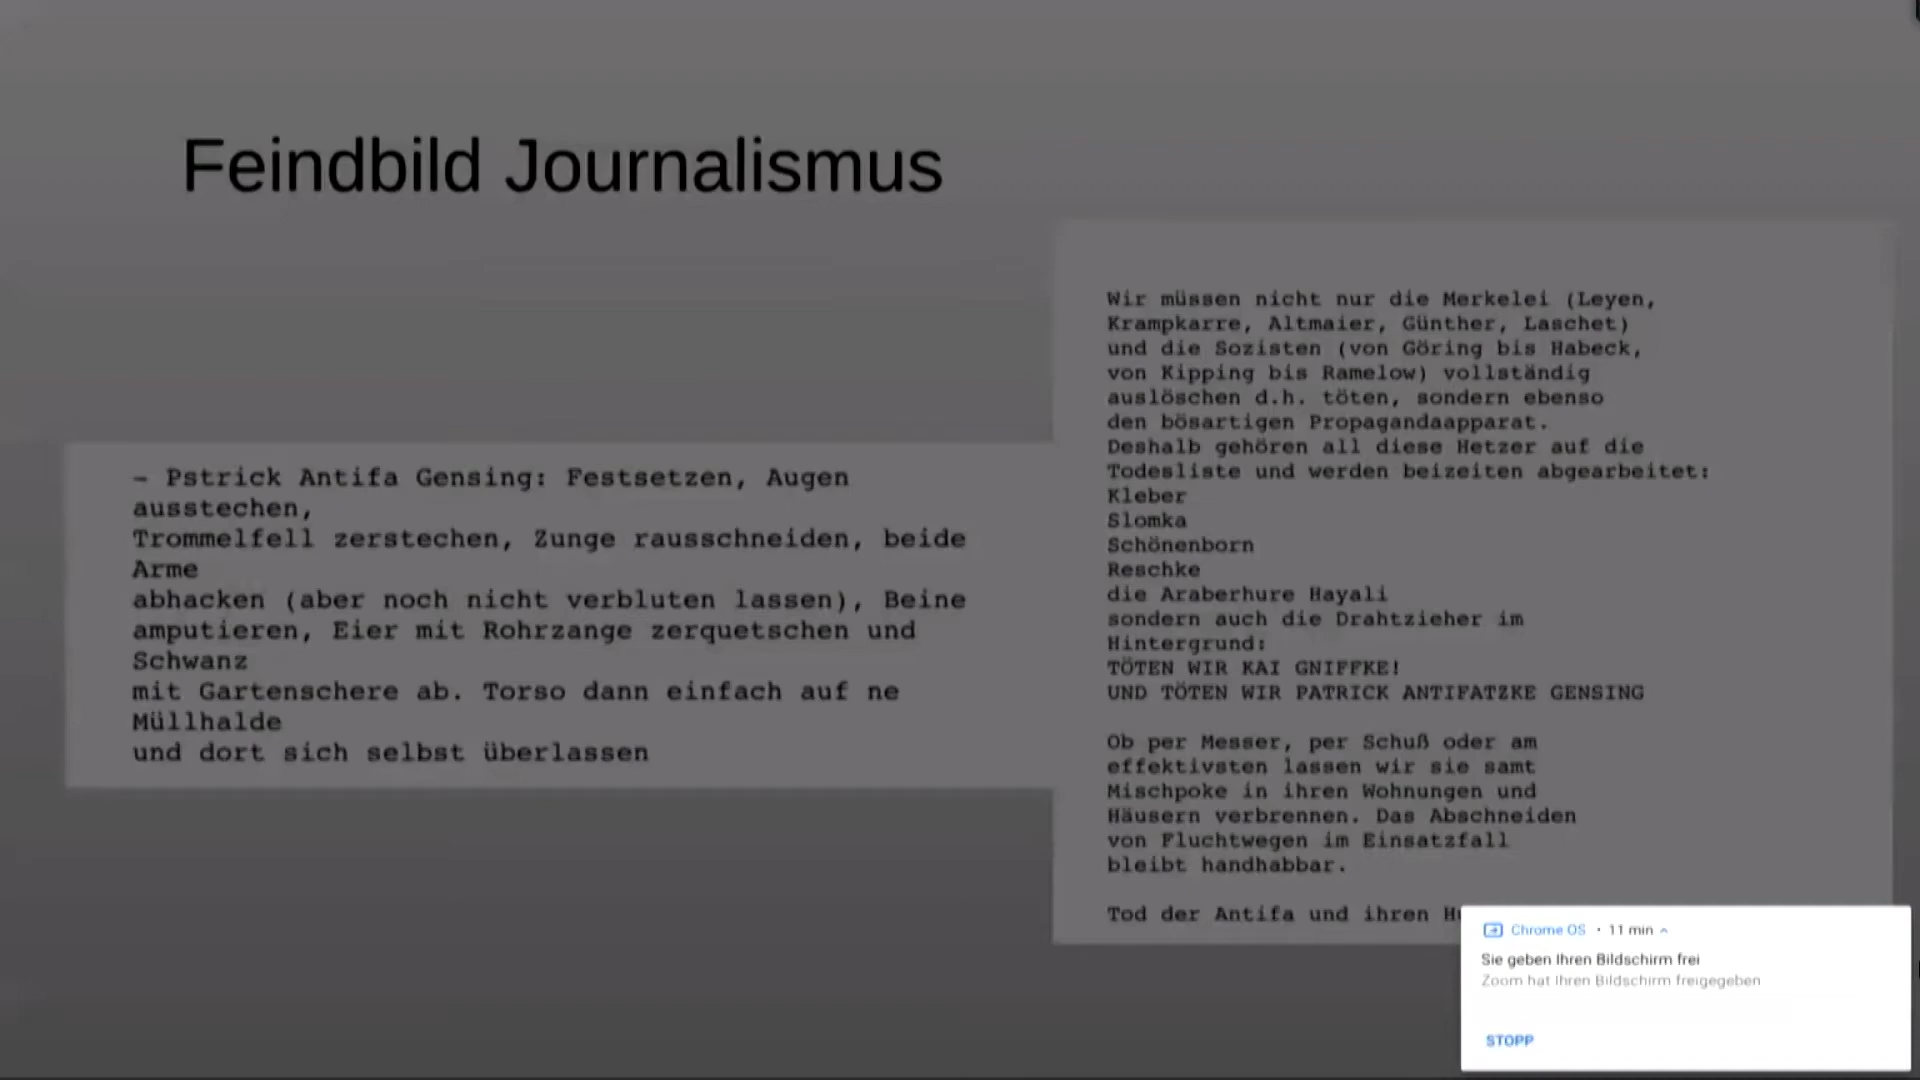 Feindbild Journalismus
– Pstrick Antifa Gensing: Festsetzen, Augen
ausstechen,
Trommelfell zerstechen, Zunge rausschneiden, beide
Arme
abhacken (aber noch nicht verbluten lassen), Beine
amputieren, Eier mit Rohrzange zerquetschen und
Schwanz
mit Gartenschere ab. Torso dann einfach auf ne
Müllhalde
und dort sich selbst überlassen
Wir müssen nicht nur die Merkelei (Leyen,
Krampkarre, Altmaier, Günther, Laschet)
und die Sozisten (von Göring bis Habeck,
von Kipping bis Ramelow) vollständig
auslöschen d.h. töten, sondern ebenso
den bösartigen Propagandaapparat.
Deshalb gehören all diese Hetzer auf die
Todesliste und werden beizeiten abgearbeitet:
Kleber
Slomka
Schönenborn
Reschke
die Araberhure Hayali
sondern auch die Drahtzieher im
Hintergrund:
TÖTEN WIR KAI GNIFFKE!
UND TÖTEN WIR PATRICK ANTIFATZKE GENSING
Ob per Messer, per Schuß oder am
effektivsten lassen wir sie samt
Mischpoke in ihren Wohnungen und
Häusern verbrennen. Das Abschneiden
von Fluchtwegen im Einsatzfall
bleibt handhabbar.
Tod der Antifa und ihren
Chrome OS · 11 min
Sie geben Ihren Bildschirm frei
Zoom hat Ihren Bildschirm freigegeben
STOPP